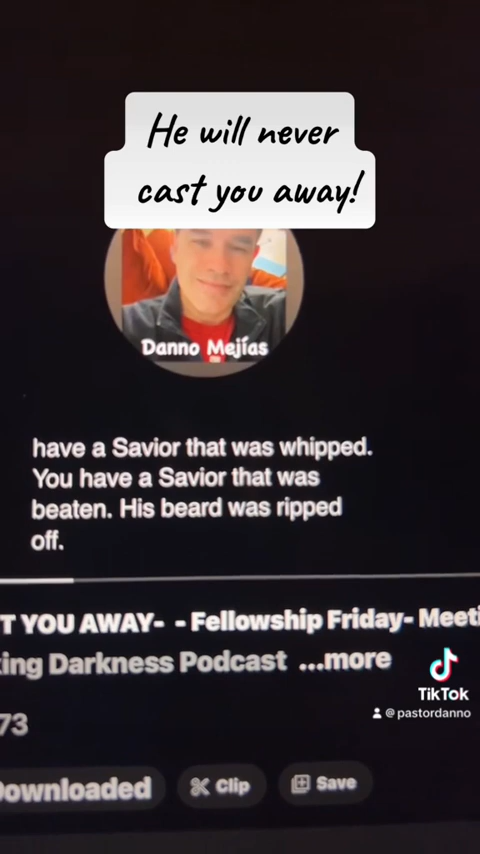 He will never
cast you away!
Danno Mejías
have a Savior that was whipped.
You have a Savior that was
beaten. His beard was ripped
off.
T YOU AWAY- - Fellowship Friday- Meeti
king Darkness Podcast ...more
73
Downloaded
Clip
Save
TikTok
@pastordanno